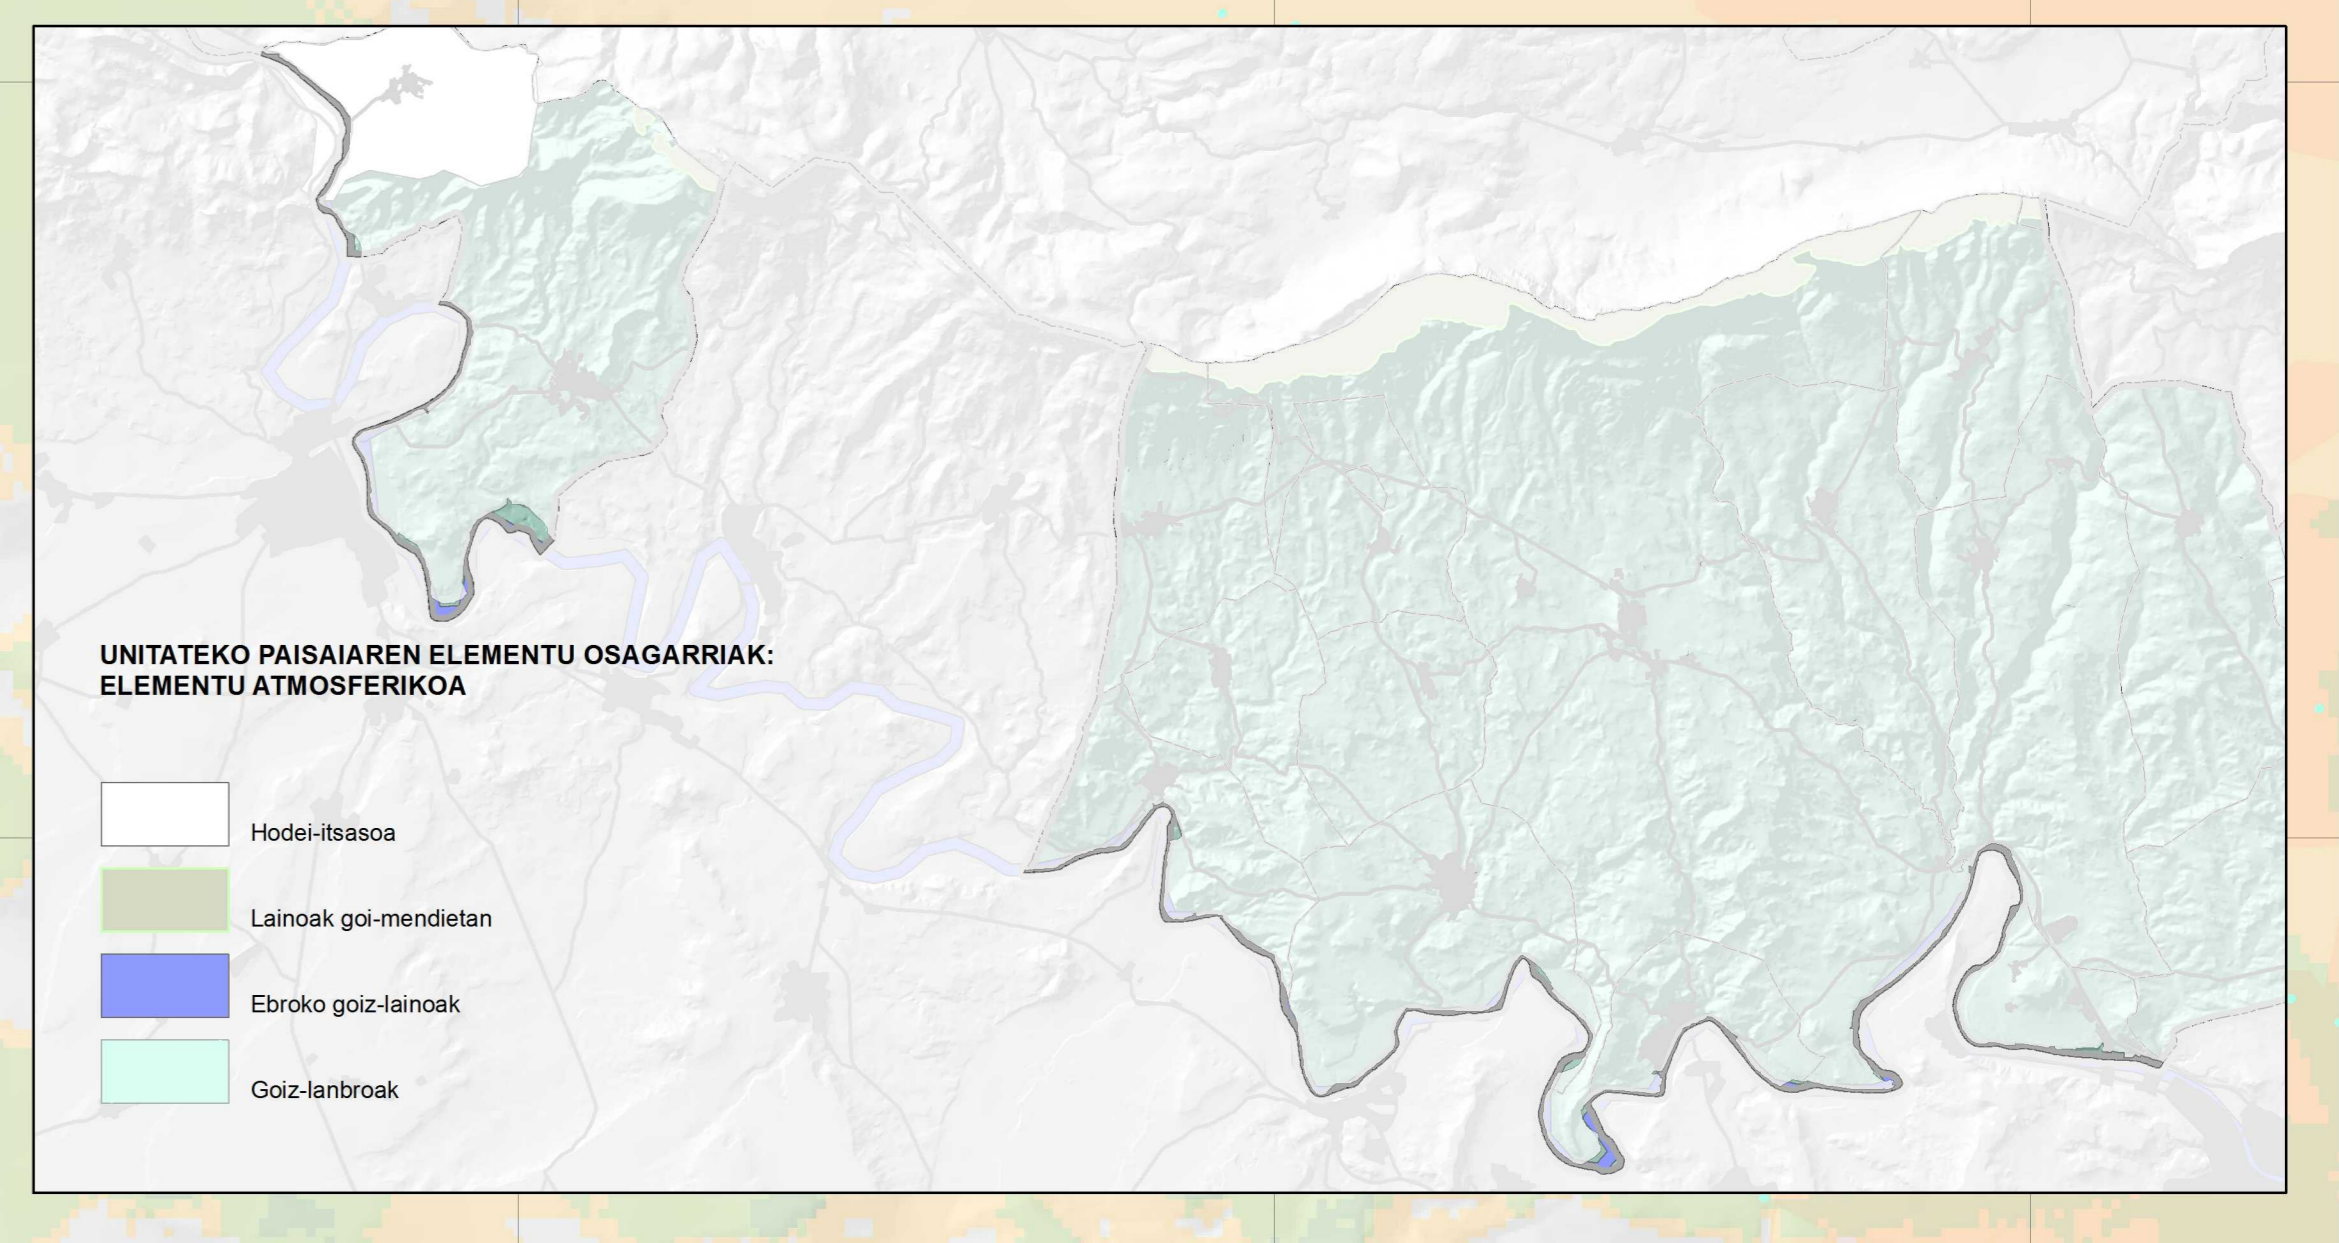 UNITATEKO PAISAIAREN ELEMENTU OSAGARRIAK:
ELEMENTU ATMOSFERIKOA
Hodei-itsasoa
Lainoak goi-mendietan
Ebroko goiz-lainoak
Goiz-lanbroak